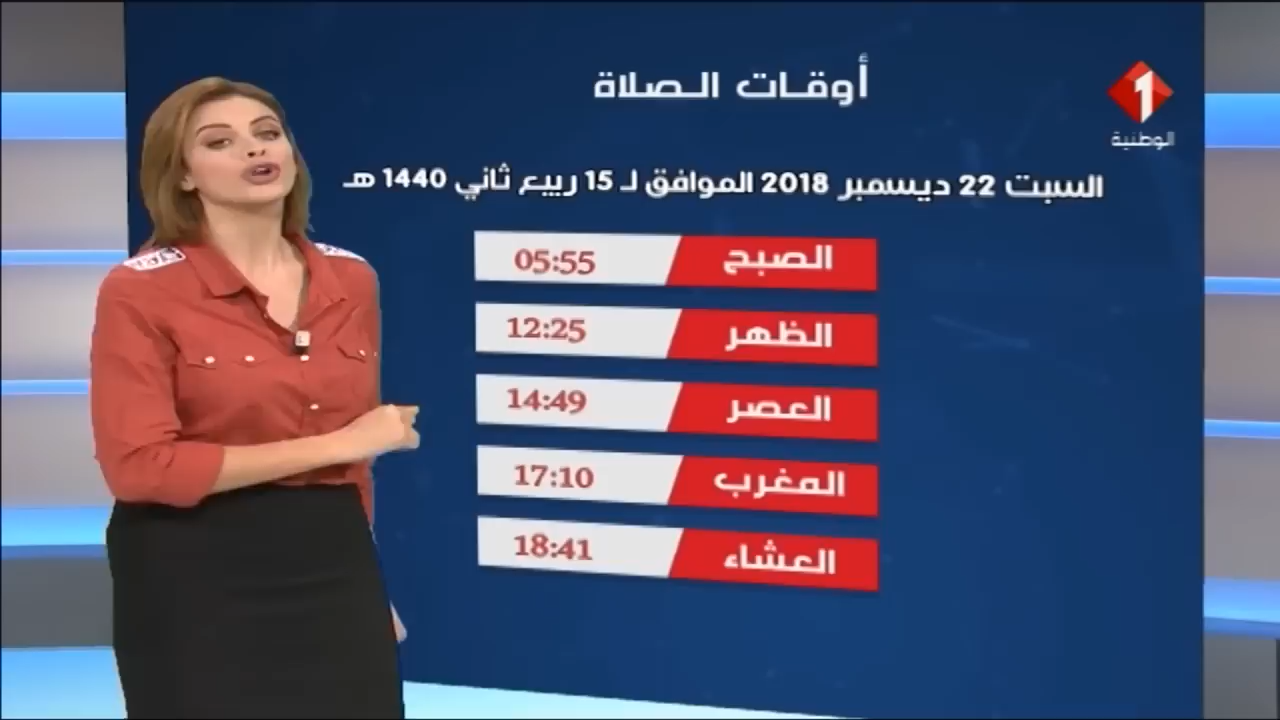 أوقات الصلاة
1
الوطنية
السبت 22 ديسمبر 2018 الموافق لـ 15 ربيع ثاني 1440 هـ
الصبح 05:55
الظهر 12:25
العصر 14:49
المغرب 17:10
العشاء 18:41